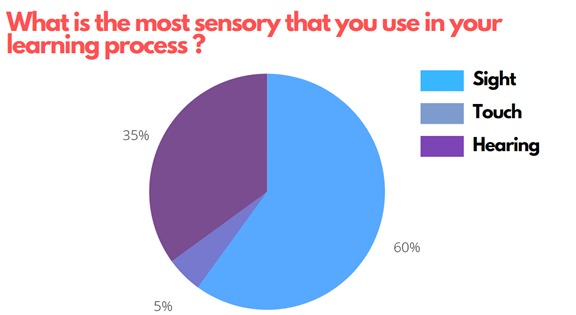 What is the most sensory that you use in your
learning process ?
Sight
Touch
Hearing
35%
60%
5%